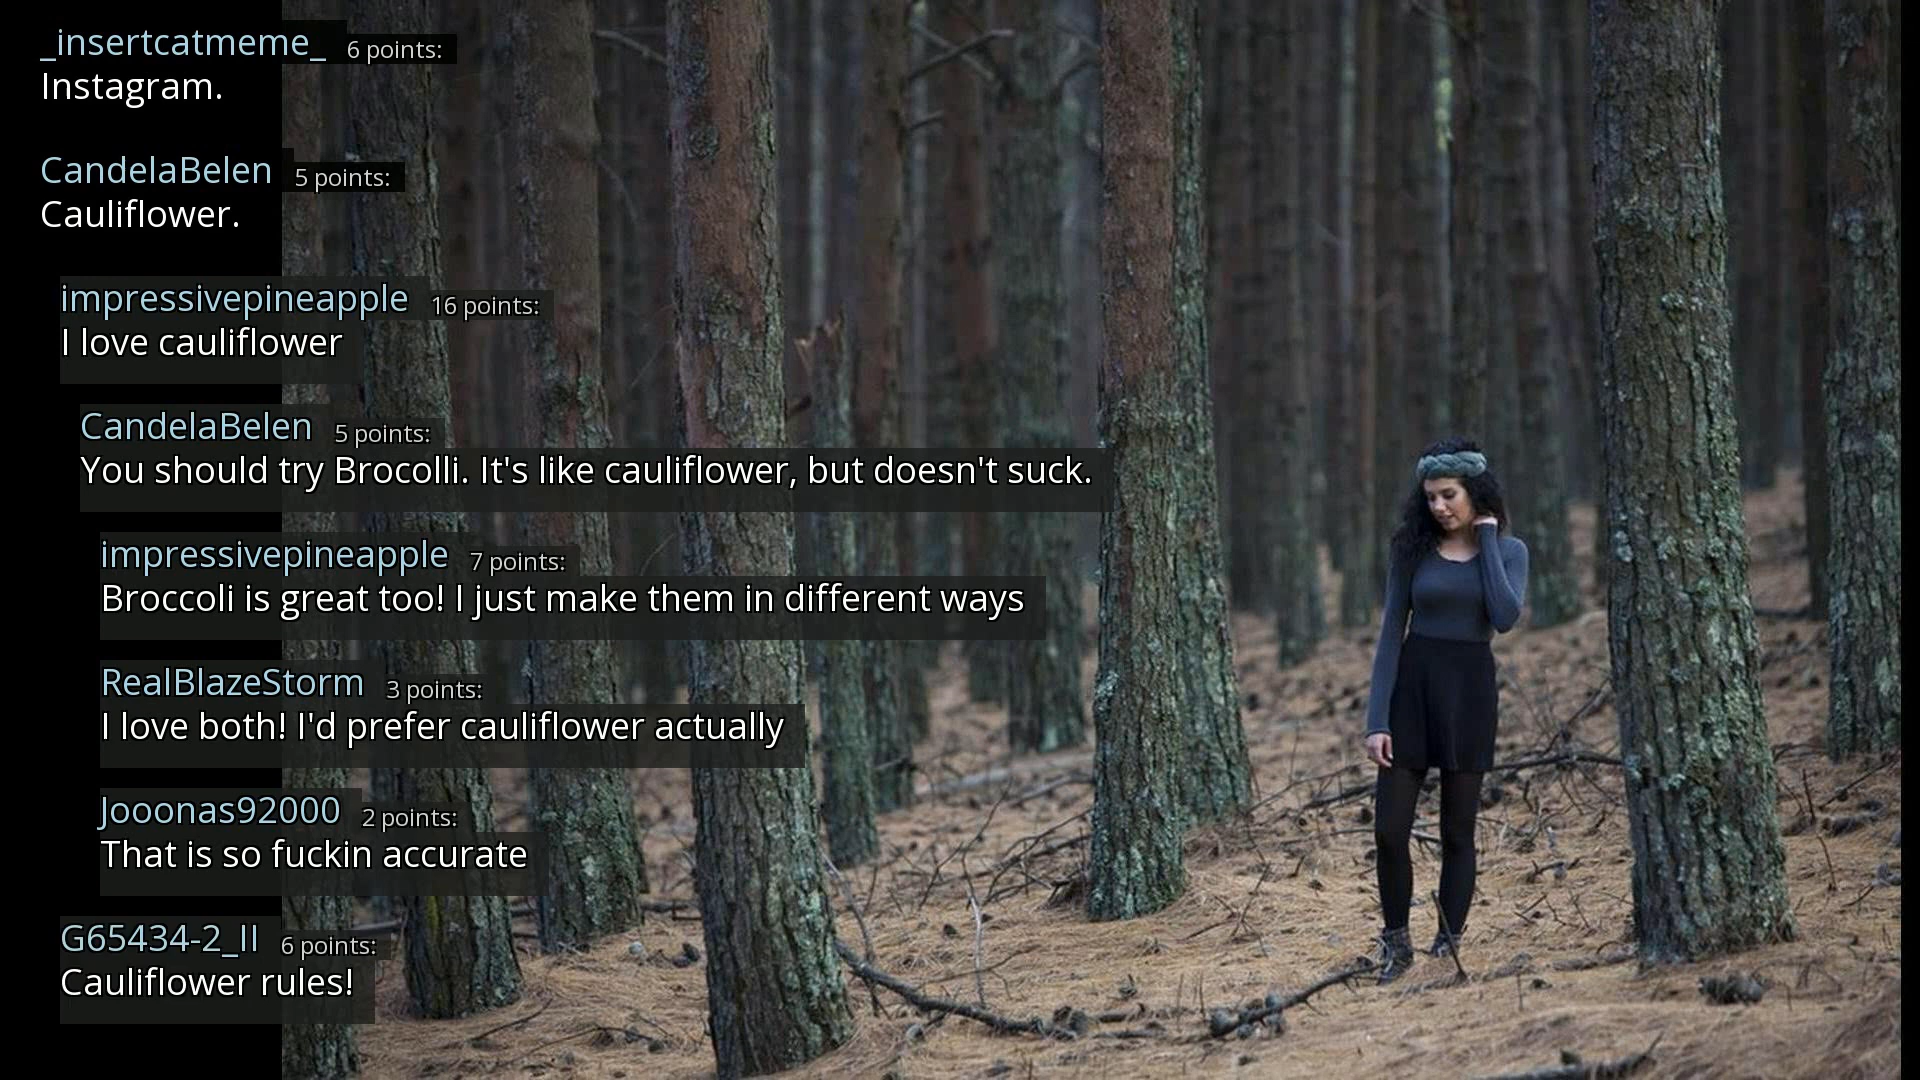 _insertcatmeme_ 6 points:
Instagram.
CandelaBelen 5 points:
Cauliflower.
impressivepineapple 16 points:
I love cauliflower
CandelaBelen 5 points:
You should try Brocolli. It's like cauliflower, but doesn't suck.
impressivepineapple 7 points:
Broccoli is great too! I just make them in different ways
RealBlazeStorm 3 points:
I love both! I'd prefer cauliflower actually
Jooonas92000 2 points:
That is so fuckin accurate
G65434-2_II 6 points:
Cauliflower rules!